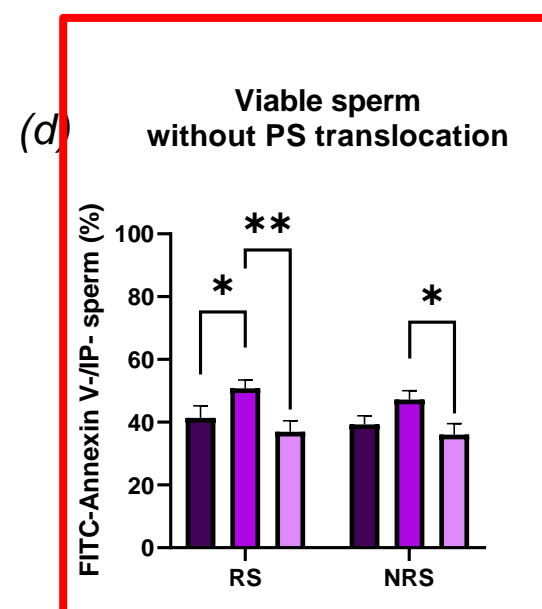 (d)
Viable sperm
without PS translocation
FITC-Annexin V-/IP- sperm (%)
100
80
60
40
20
0
*
**
*
RS
NRS